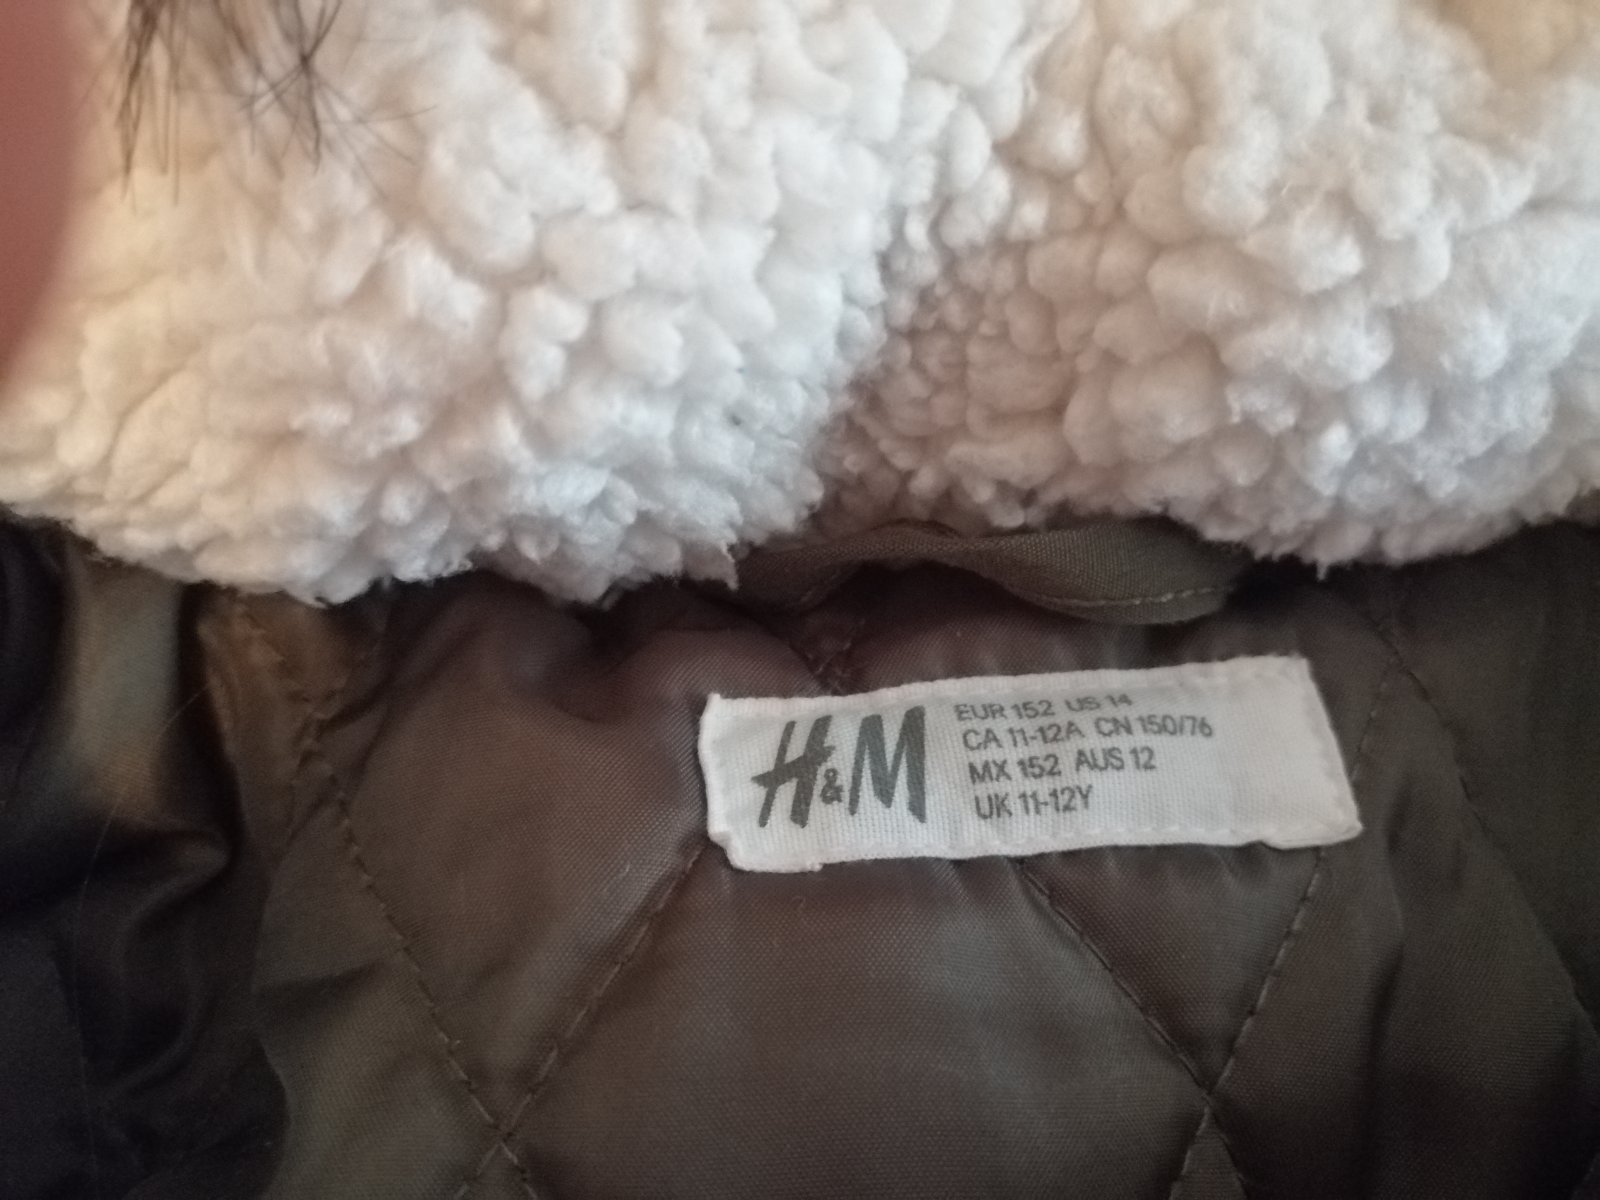 H&M
EUR 152 US 14
CA 11-12A CN 150/76
MX 152 AUS 12
UK 11-12Y